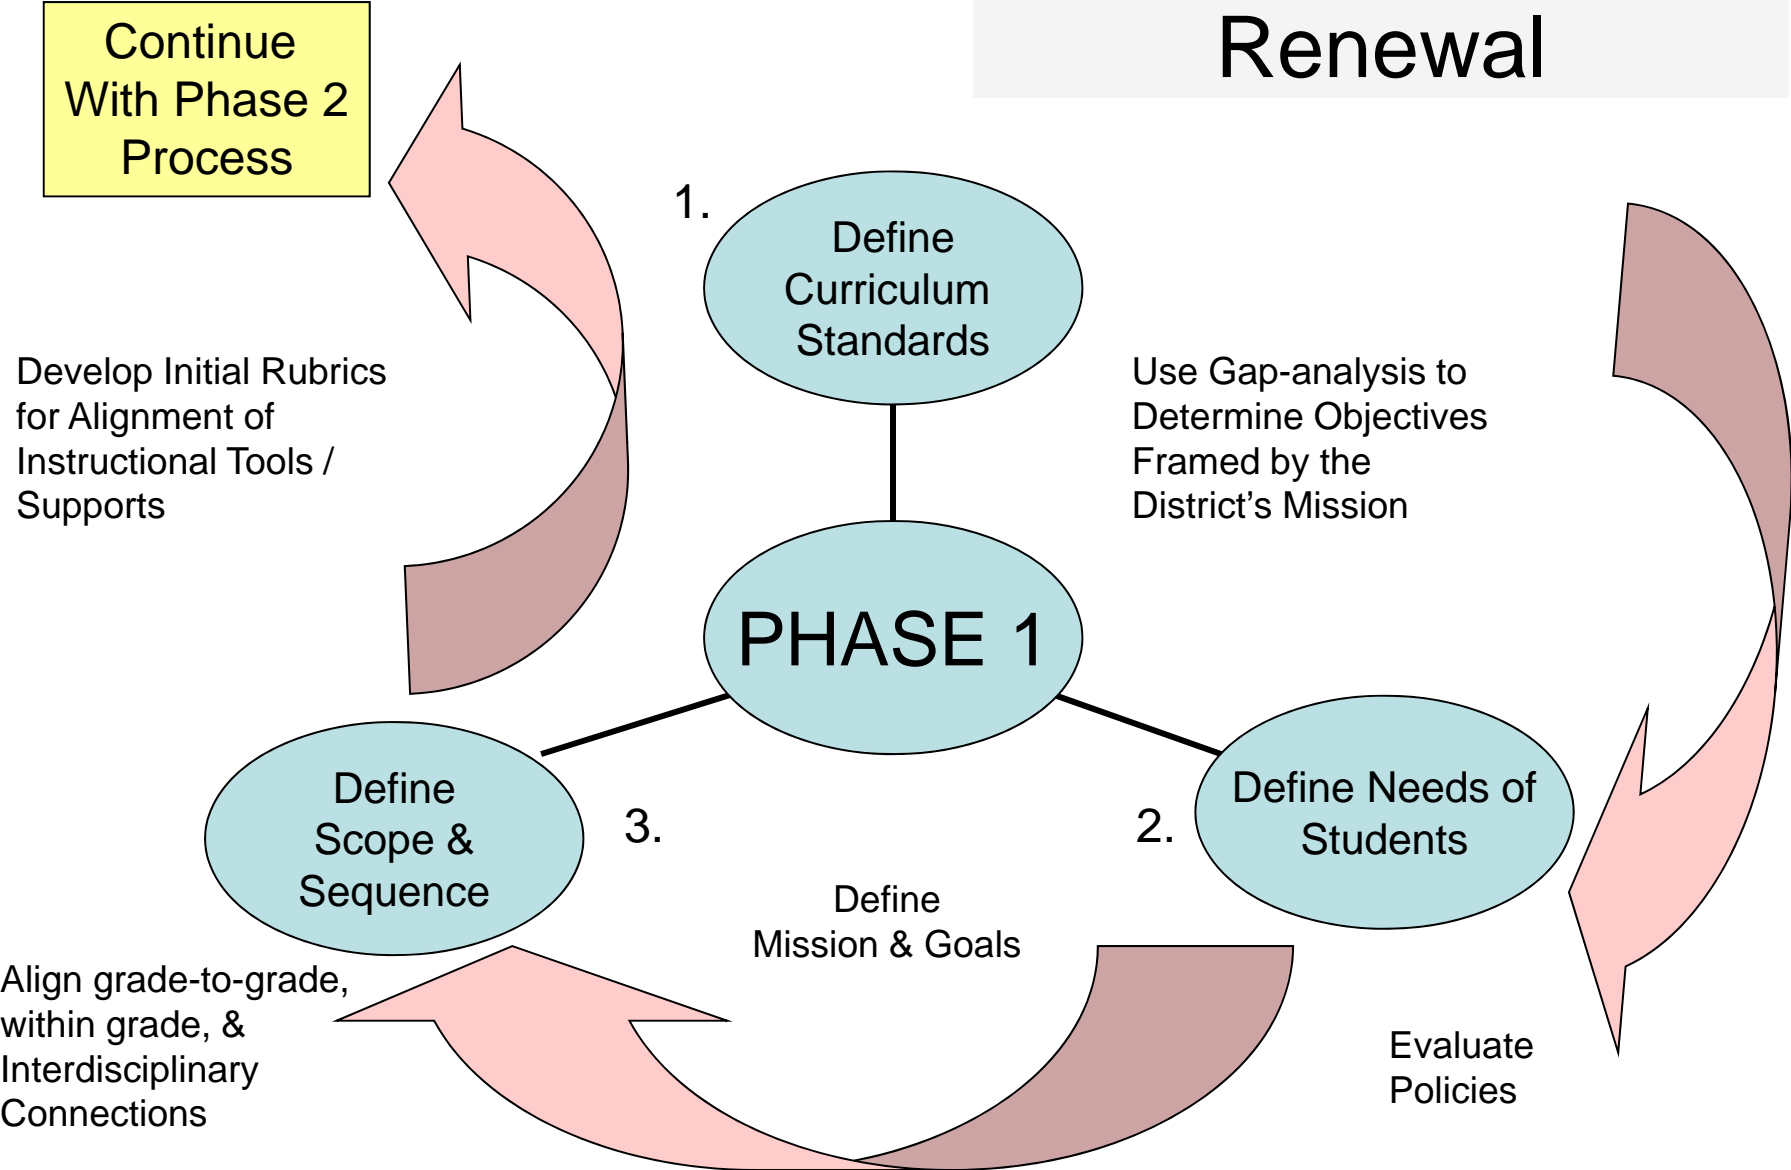 Renewal
Continue
With Phase 2
Process
1.
Define
Curriculum
Standards
Use Gap-analysis to
Determine Objectives
Framed by the
District’s Mission
Develop Initial Rubrics
for Alignment of
Instructional Tools /
Supports
PHASE 1
2.
Define Needs of
Students
Evaluate
Policies
Define
Mission & Goals
3.
Define
Scope &
Sequence
Align grade-to-grade,
within grade, &
Interdisciplinary
Connections